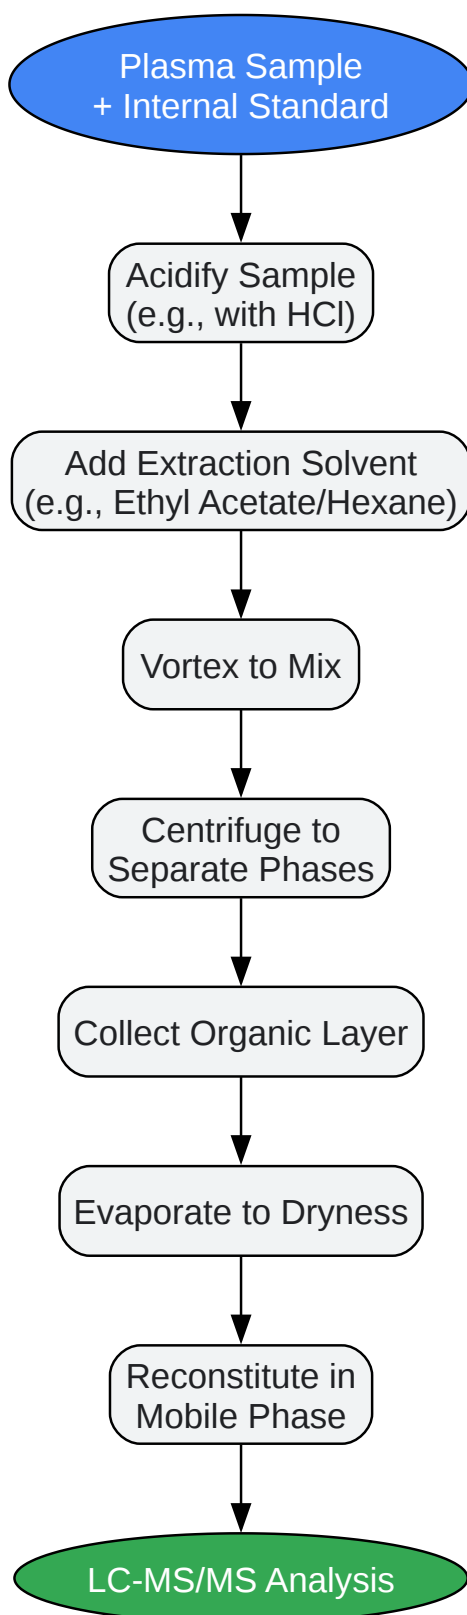 Plasma Sample
+ Internal Standard
Acidify Sample
(e.g., with HCl)
Add Extraction Solvent
(e.g., Ethyl Acetate/Hexane)
Vortex to Mix
Centrifuge to
Separate Phases
Collect Organic Layer
Evaporate to Dryness
Reconstitute in
Mobile Phase
LC-MS/MS Analysis